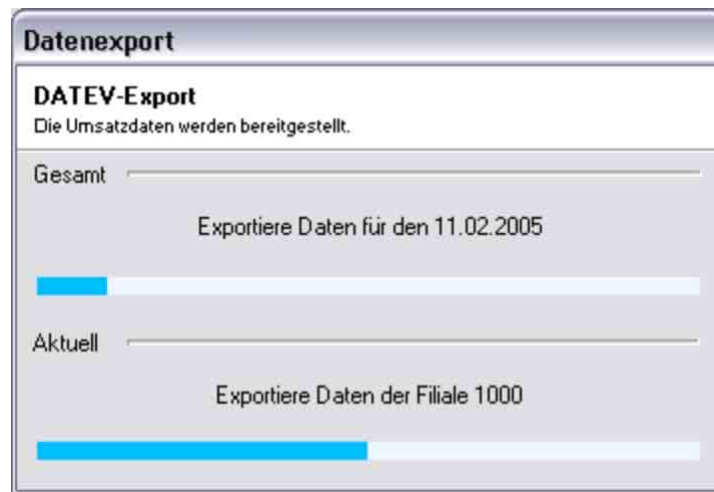 Datenexport
DATEV-Export
Die Umsatzdaten werden bereitgestellt.
Gesamt
Exportiere Daten für den 11.02.2005
Aktuell
Exportiere Daten der Filiale 1000